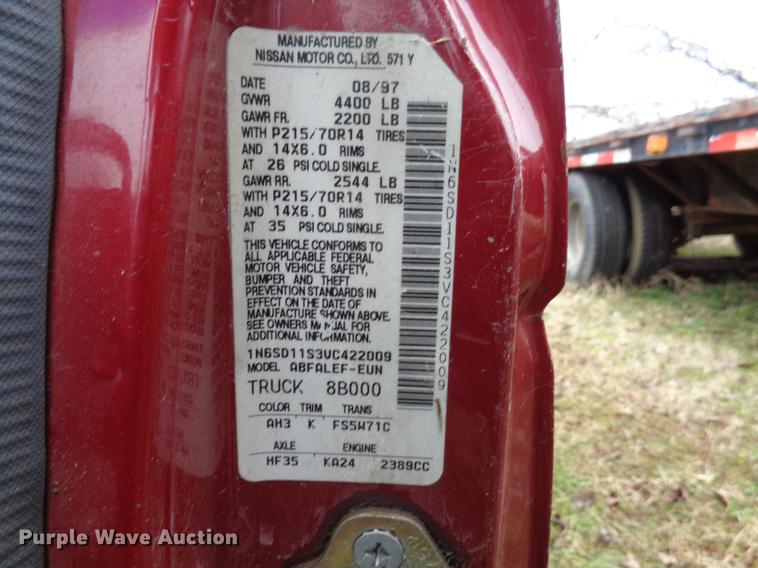 MANUFACTURED BY
NISSAN MOTOR CO., LTD. 571 Y
DATE 08/97
GVWR 4400 LB
GAWR FR. 2200 LB
WITH P215/70R14 TIRES
AND 14X6.0 RIMS
AT 26 PSI COLD SINGLE.
GAWR RR. 2544 LB
WITH P215/70R14 TIRES
AND 14X6.0 RIMS
AT 35 PSI COLD SINGLE.
THIS VEHICLE CONFORMS TO
ALL APPLICABLE FEDERAL
MOTOR VEHICLE SAFETY,
BUMPER AND THEFT
PREVENTION STANDARDS IN
EFFECT ON THE DATE OF
MANUFACTURE SHOWN ABOVE.
SEE OWNERS MANUAL FOR
ADDITIONAL INFORMATION.
1N6SD11S3VC422009
MODEL ABFALEF-EUN
TRUCK 8B000
COLOR TRIM TRANS
AH3 K FS5W71C
AXLE ENGINE
HF35 KA24 2389CC
1N6SD11S3VC422009
Purple Wave Auction